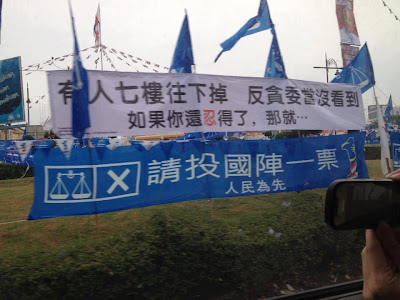 有人七樓往下掉　反貪委當沒看到
如果你還忍得了，那就…
請投國陣一票
人民為先